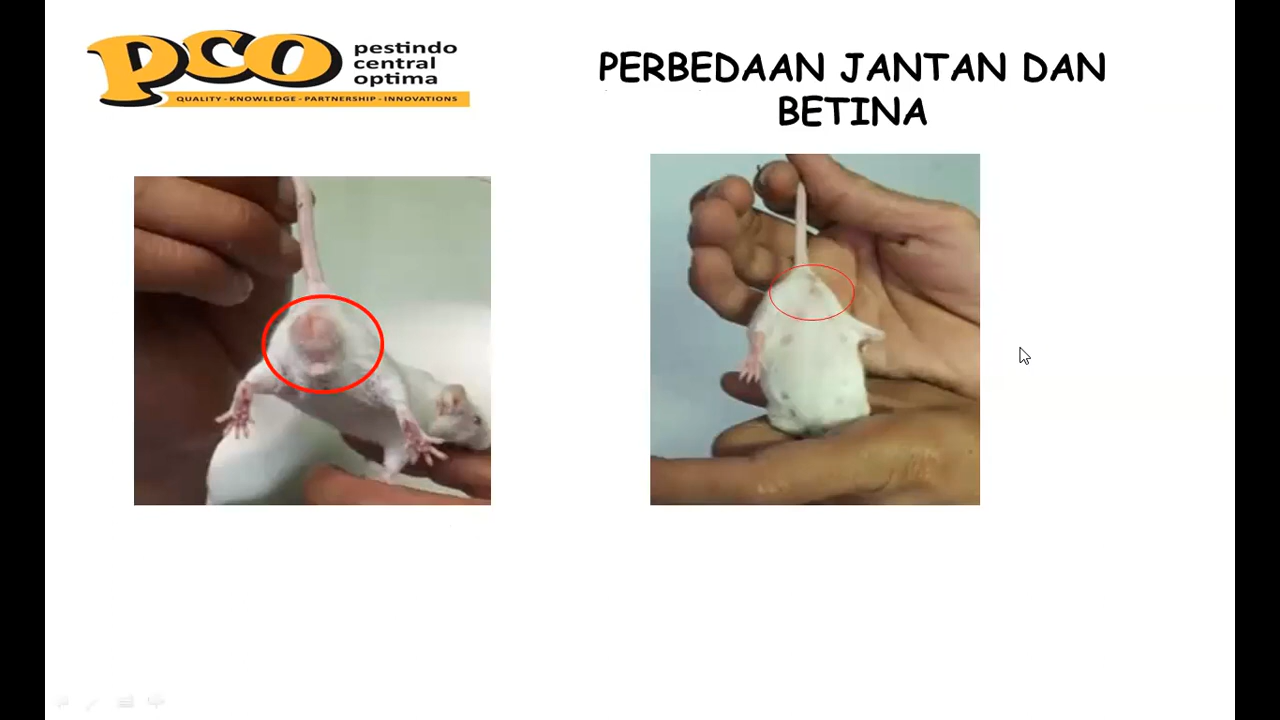 PCO
pestindo
central
optima
QUALITY - KNOWLEDGE - PARTNERSHIP - INNOVATIONS
PERBEDAAN JANTAN DAN
BETINA